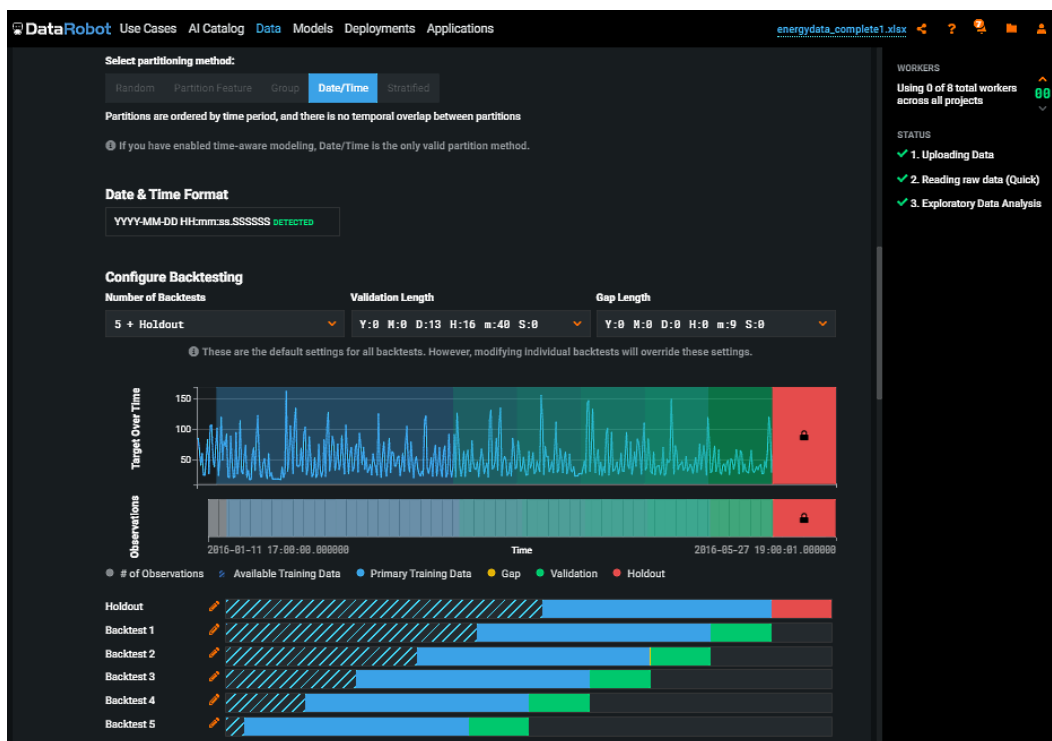 DataRobot Use Cases AI Catalog Data Models Deployments Applications energydata_complete1.xlsx ?
Select partitioning method:
Random Partition Feature Group Date/Time Stratified
Partitions are ordered by time period, and there is no temporal overlap between partitions
If you have enabled time-aware modeling, Date/Time is the only valid partition method.
Date & Time Format
YYYY-MM-DD HH:mm:ss.SSSSSS DETECTED
Configure Backtesting
Number of Backtests Validation Length Gap Length
5 + Holdout Y:0 M:0 D:13 H:16 m:40 S:0 Y:0 M:0 D:0 H:0 m:9 S:0
These are the default settings for all backtests. However, modifying individual backtests will override these settings.
Target Over Time
150
100
50
Observations
2016-01-11 17:00:00.000000 Time 2016-05-27 19:00:01.000000
# of Observations Available Training Data Primary Training Data Gap Validation Holdout
Holdout
Backtest 1
Backtest 2
Backtest 3
Backtest 4
Backtest 5
WORKERS
Using 0 of 8 total workers
across all projects
00
STATUS
1. Uploading Data
2. Reading raw data (Quick)
3. Exploratory Data Analysis